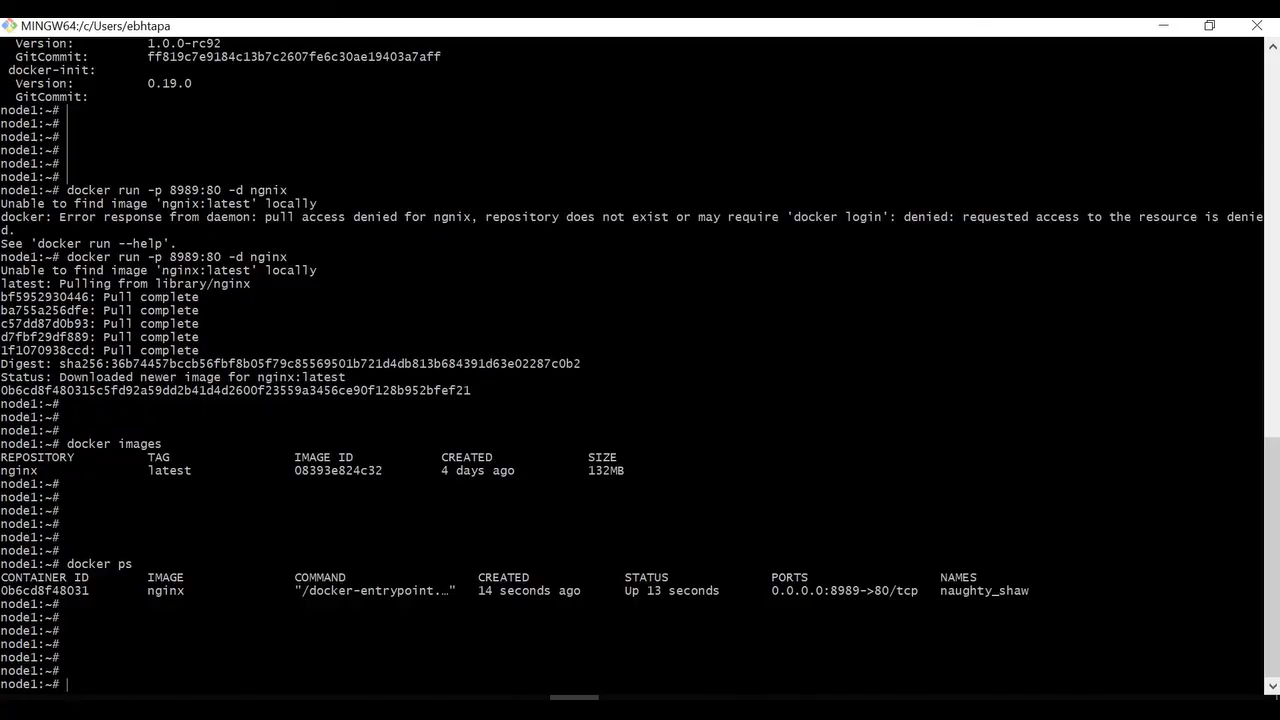 MINGW64:/c/Users/ebhtapa
Version: 1.0.0-rc92
GitCommit: ff819c7e9184c13b7c2607fe6c30ae19403a7aff
docker-init:
Version: 0.19.0
GitCommit:
node1:~#
node1:~#
node1:~#
node1:~#
node1:~#
node1:~#
node1:~# docker run -p 8989:80 -d ngnix
Unable to find image 'ngnix:latest' locally
docker: Error response from daemon: pull access denied for ngnix, repository does not exist or may require 'docker login': denied: requested access to the resource is denie
d.
See 'docker run --help'.
node1:~# docker run -p 8989:80 -d nginx
Unable to find image 'nginx:latest' locally
latest: Pulling from library/nginx
bf5952930446: Pull complete
ba755a256dfe: Pull complete
c57dd87d0b93: Pull complete
d7fbf29df889: Pull complete
1f1070938ccd: Pull complete
Digest: sha256:36b74457bccb56fbf8b05f79c85569501b721d4db813b684391d63e02287c0b2
Status: Downloaded newer image for nginx:latest
0b6cd8f480315c5fd92a59dd2b41d4d2600f23559a3456ce90f128b952bfef21
node1:~#
node1:~#
node1:~#
node1:~# docker images
REPOSITORY TAG IMAGE ID CREATED SIZE
nginx latest 08393e824c32 4 days ago 132MB
node1:~#
node1:~#
node1:~#
node1:~#
node1:~#
node1:~#
node1:~# docker ps
CONTAINER ID IMAGE COMMAND CREATED STATUS PORTS NAMES
0b6cd8f48031 nginx "/docker-entrypoint.…" 14 seconds ago Up 13 seconds 0.0.0.0:8989->80/tcp naughty_shaw
node1:~#
node1:~#
node1:~#
node1:~#
node1:~#
node1:~#
node1:~#